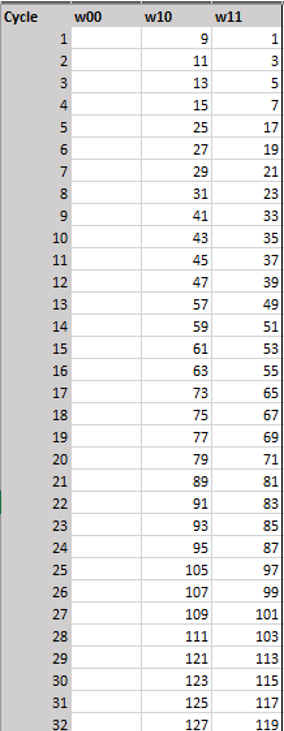 Cycle w00 w10 w11
1 9 1
2 11 3
3 13 5
4 15 7
5 25 17
6 27 19
7 29 21
8 31 23
9 41 33
10 43 35
11 45 37
12 47 39
13 57 49
14 59 51
15 61 53
16 63 55
17 73 65
18 75 67
19 77 69
20 79 71
21 89 81
22 91 83
23 93 85
24 95 87
25 105 97
26 107 99
27 109 101
28 111 103
29 121 113
30 123 115
31 125 117
32 127 119